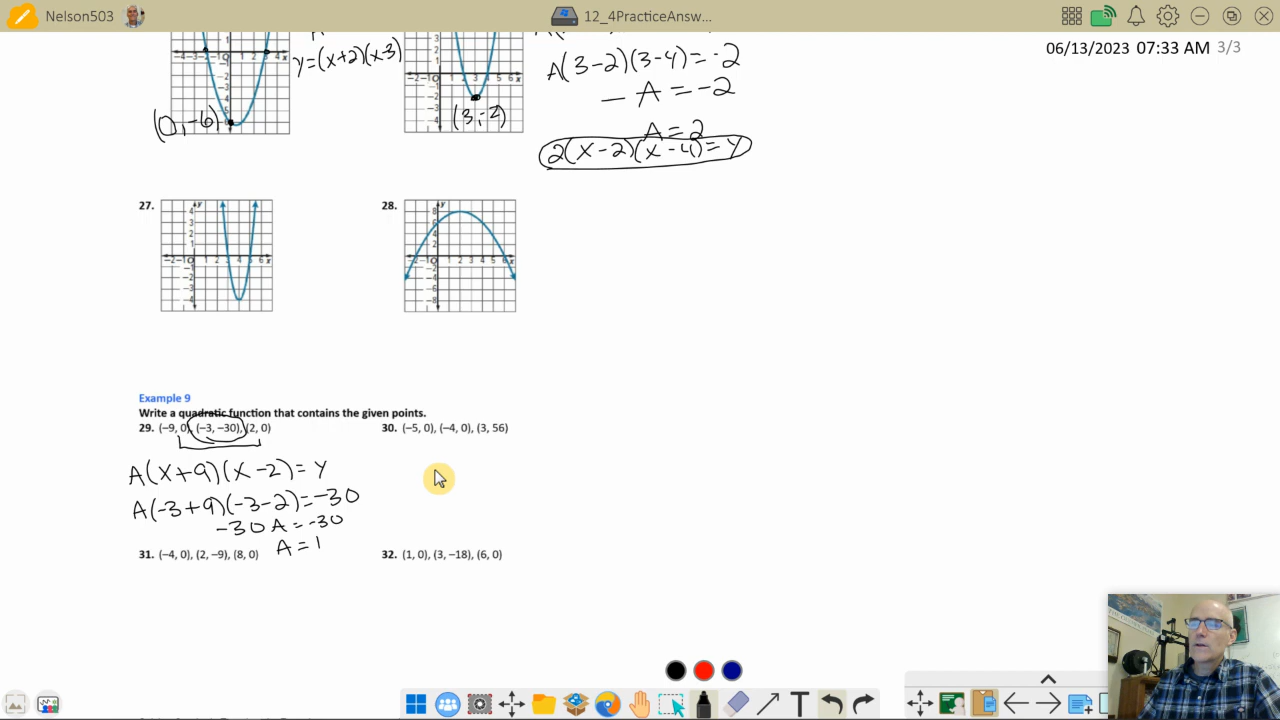 Nelson503
12_4PracticeAnsw...
06/13/2023 07:33 AM 3/3
y=(x+2)(x-3)
(0,-6)
(3,-2)
A(3-2)(3-4)=-2
-A=-2
A=2
2(x-2)(x-4)=y
27.
28.
Example 9
Write a quadratic function that contains the given points.
29. (−9, 0), (−3, −30), (2, 0)
30. (−5, 0), (−4, 0), (3, 56)
A(x+9)(x-2)=y
A(-3+9)(-3-2)=-30
-30A=-30
A=1
31. (−4, 0), (2, −9), (8, 0)
32. (1, 0), (3, −18), (6, 0)